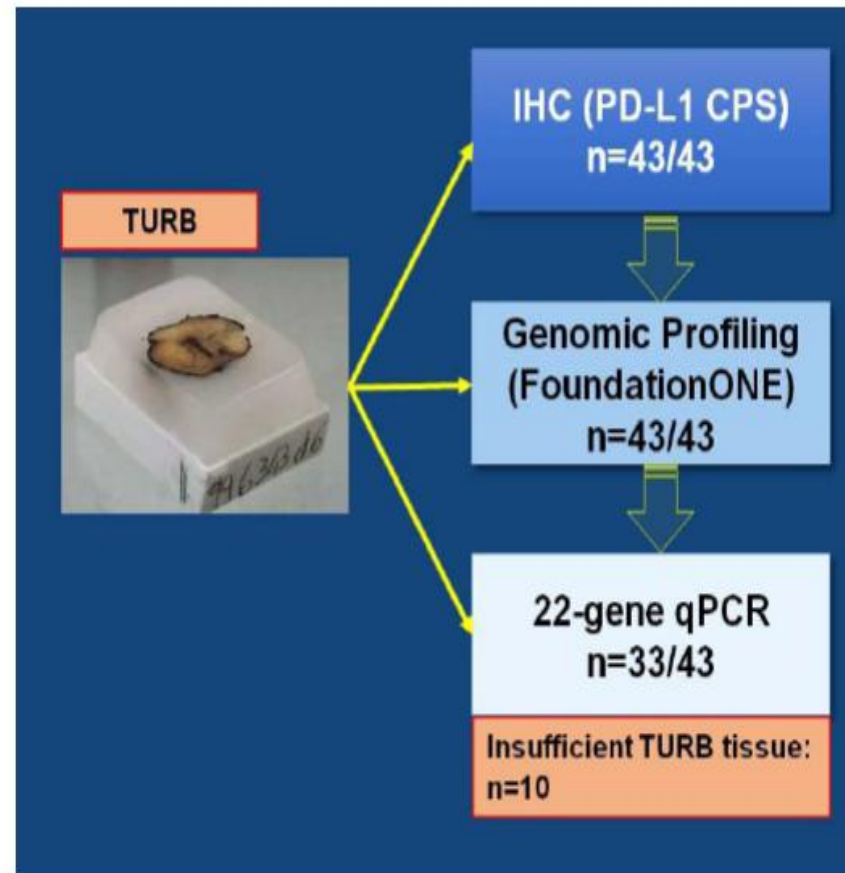 TURB
IHC (PD-L1 CPS)
n=43/43
Genomic Profiling
(FoundationONE)
n=43/43
22-gene qPCR
n=33/43
Insufficient TURB tissue:
n=10